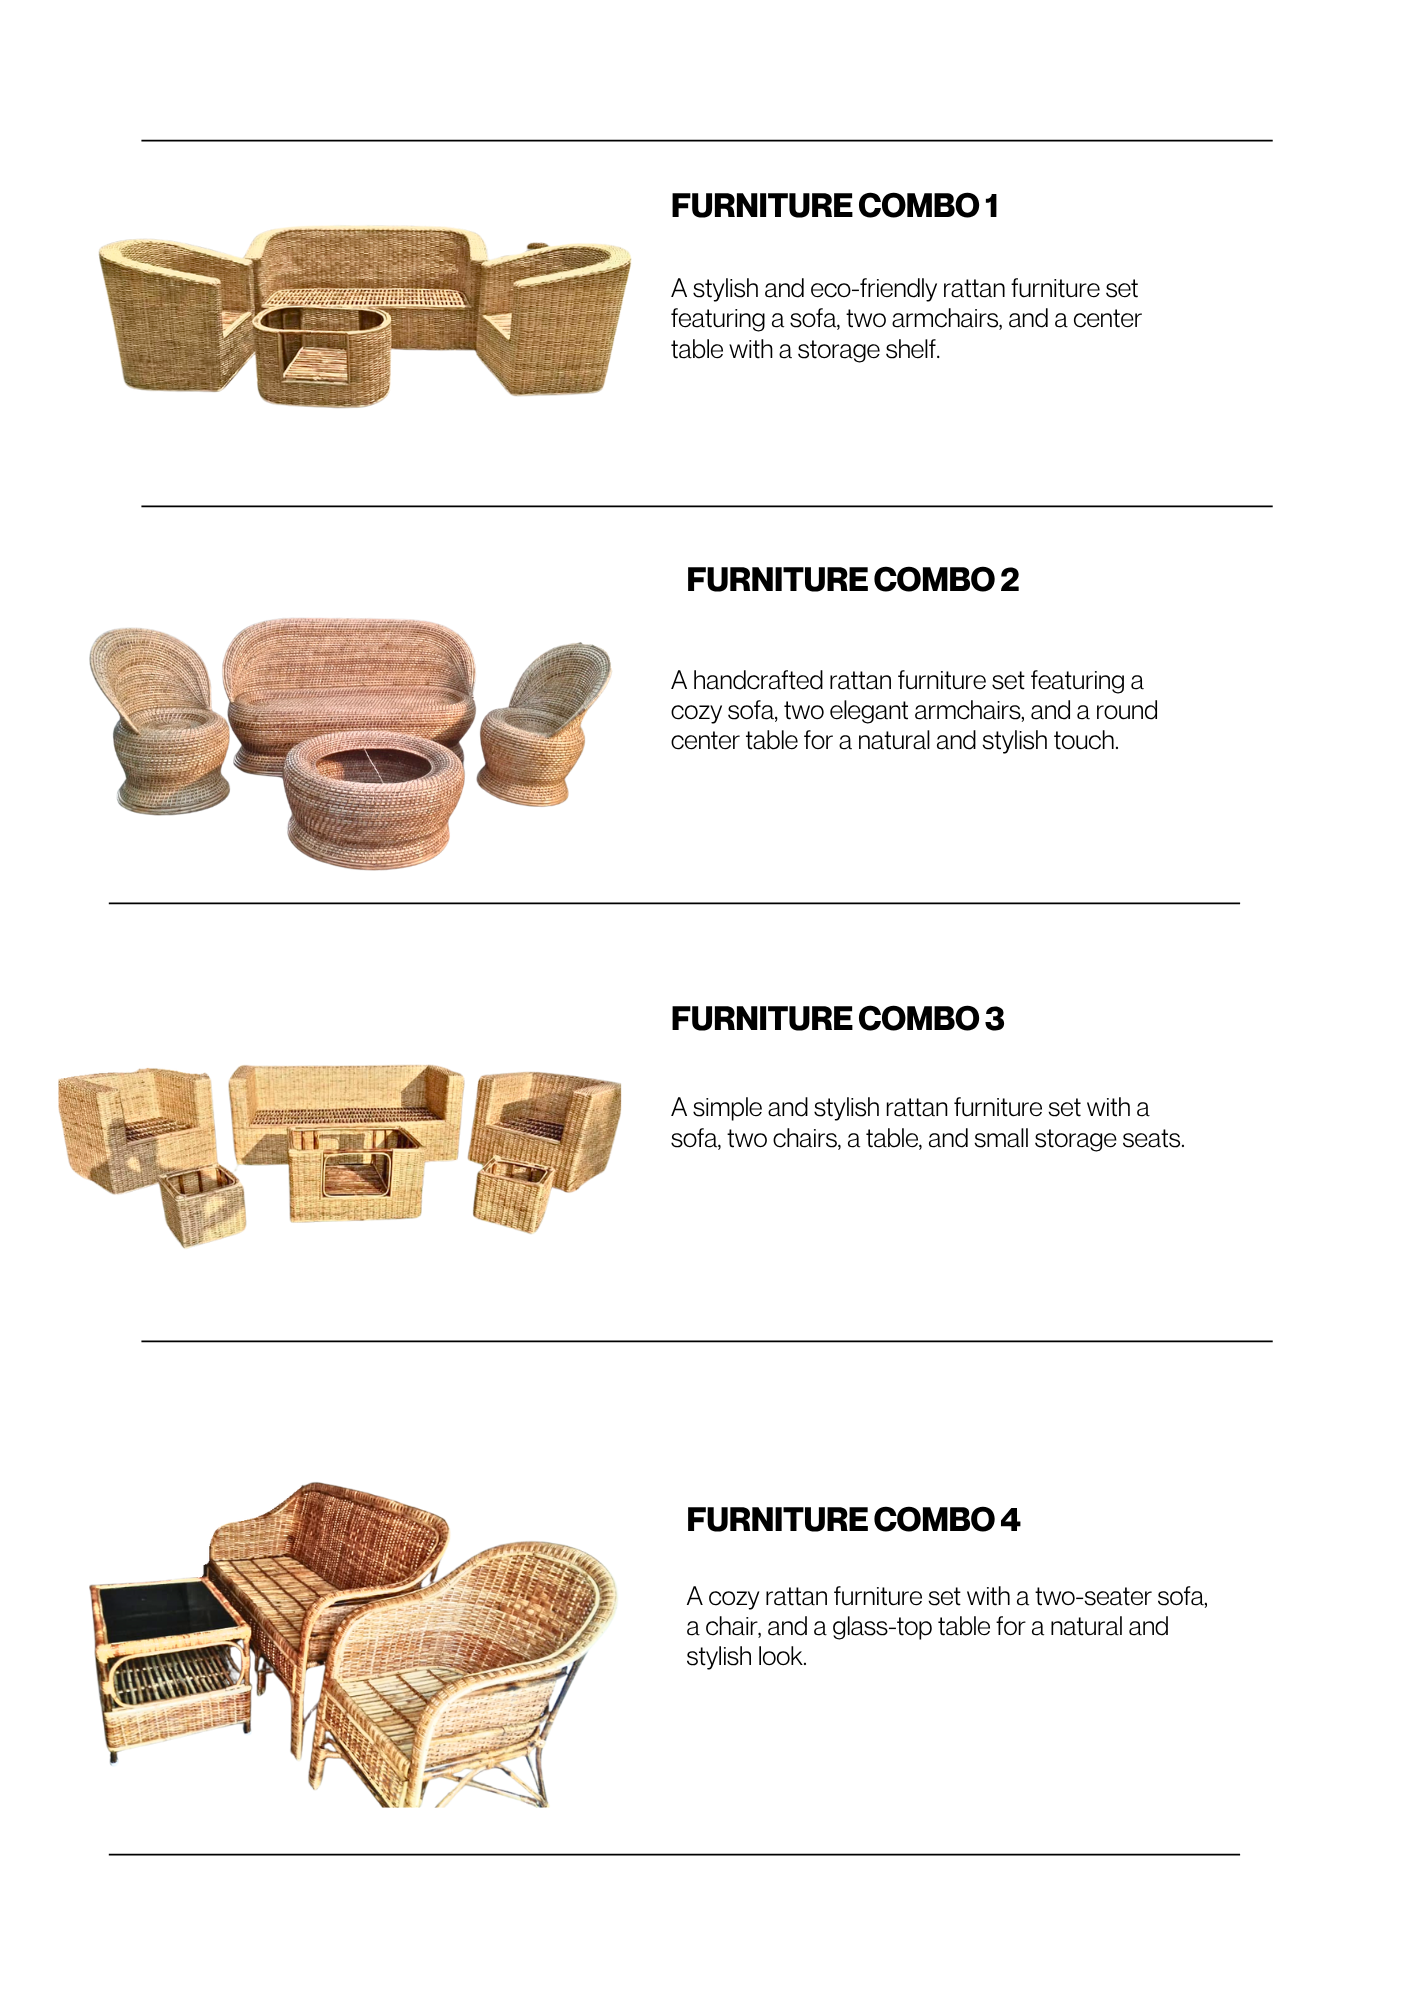 FURNITURE COMBO 1
A stylish and eco-friendly rattan furniture set
featuring a sofa, two armchairs, and a center
table with a storage shelf.
FURNITURE COMBO 2
A handcrafted rattan furniture set featuring a
cozy sofa, two elegant armchairs, and a round
center table for a natural and stylish touch.
FURNITURE COMBO 3
A simple and stylish rattan furniture set with a
sofa, two chairs, a table, and small storage seats.
FURNITURE COMBO 4
A cozy rattan furniture set with a two-seater sofa,
a chair, and a glass-top table for a natural and
stylish look.